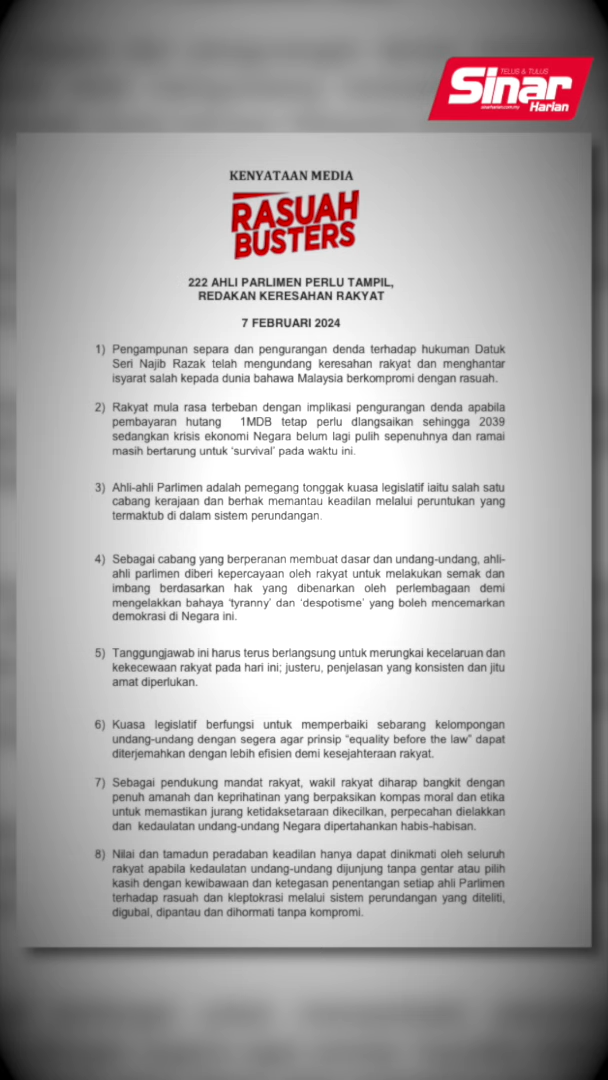 TELUS & TULUS
Sinar
Harian
sinarharian.com.my
KENYATAAN MEDIA
RASUAH
BUSTERS
222 AHLI PARLIMEN PERLU TAMPIL,
REDAKAN KERESAHAN RAKYAT
7 FEBRUARI 2024
1) Pengampunan separa dan pengurangan denda terhadap hukuman Datuk
Seri Najib Razak telah mengundang keresahan rakyat dan menghantar
isyarat salah kepada dunia bahawa Malaysia berkompromi dengan rasuah.
2) Rakyat mula rasa terbeban dengan implikasi pengurangan denda apabila
pembayaran hutang 1MDB tetap perlu dlangsaikan sehingga 2039
sedangkan krisis ekonomi Negara belum lagi pulih sepenuhnya dan ramai
masih bertarung untuk ‘survival’ pada waktu ini.
3) Ahli-ahli Parlimen adalah pemegang tonggak kuasa legislatif iaitu salah satu
cabang kerajaan dan berhak memantau keadilan melalui peruntukan yang
termaktub di dalam sistem perundangan.
4) Sebagai cabang yang berperanan membuat dasar dan undang-undang, ahli-
ahli parlimen diberi kepercayaan oleh rakyat untuk melakukan semak dan
imbang berdasarkan hak yang dibenarkan oleh perlembagaan demi
mengelakkan bahaya ‘tyranny’ dan ‘despotisme’ yang boleh mencemarkan
demokrasi di Negara ini.
5) Tanggungjawab ini harus terus berlangsung untuk merungkai kecelaruan dan
kekecewaan rakyat pada hari ini; justeru, penjelasan yang konsisten dan jitu
amat diperlukan.
6) Kuasa legislatif berfungsi untuk memperbaiki sebarang kelompongan
undang-undang dengan segera agar prinsip “equality before the law” dapat
diterjemahkan dengan lebih efisien demi kesejahteraan rakyat.
7) Sebagai pendukung mandat rakyat, wakil rakyat diharap bangkit dengan
penuh amanah dan keprihatinan yang berpaksikan kompas moral dan etika
untuk memastikan jurang ketidaksetaraan dikecilkan, perpecahan dielakkan
dan kedaulatan undang-undang Negara dipertahankan habis-habisan.
8) Nilai dan tamadun peradaban keadilan hanya dapat dinikmati oleh seluruh
rakyat apabila kedaulatan undang-undang dijunjung tanpa gentar atau pilih
kasih dengan kewibawaan dan ketegasan penentangan setiap ahli Parlimen
terhadap rasuah dan kleptokrasi melalui sistem perundangan yang diteliti,
digubal, dipantau dan dihormati tanpa kompromi.